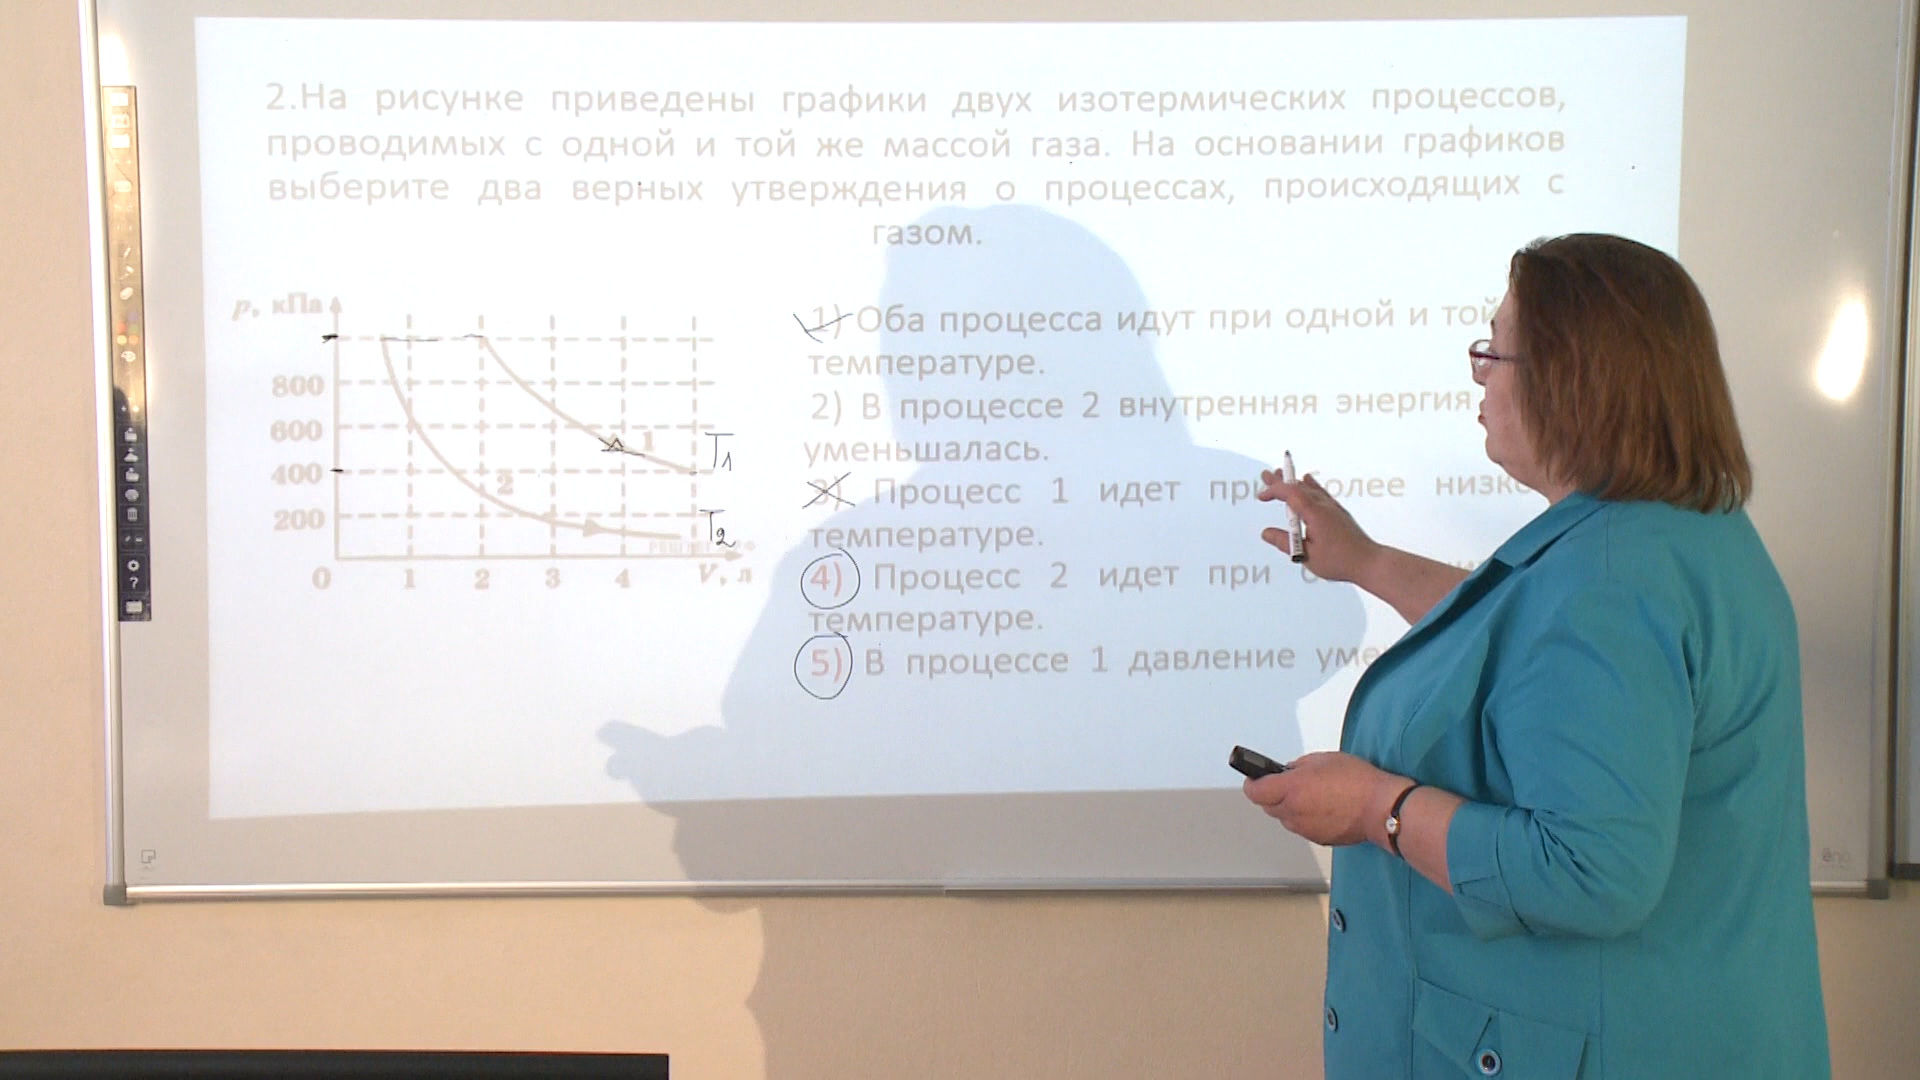 2.На рисунке приведены графики двух изотермических процессов,
проводимых с одной и той же массой газа. На основании графиков
выберите два верных утверждения о процессах, происходящих с
газом.
p, кПа
800
600
400
200
0 1 2 3 4 V, л
1
2
T1
T2
1) Оба процесса идут при одной и той
температуре.
2) В процессе 2 внутренняя энергия
уменьшалась.
3) Процесс 1 идет при более
температуре.
4) Процесс 2 идет при
температуре.
5) В процессе 1 давление